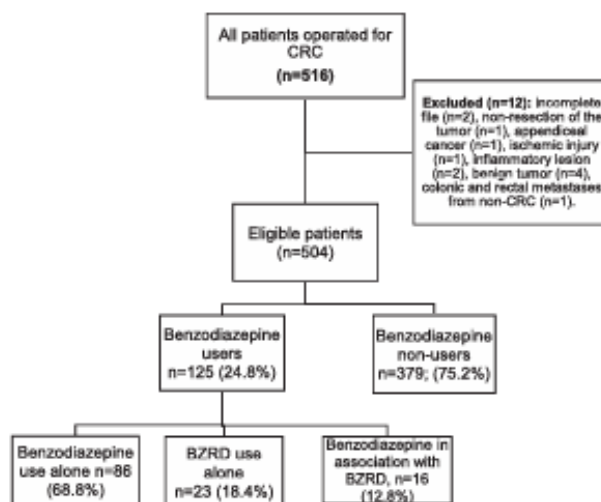 All patients operated for
CRC
(n=516)
Excluded (n=12): incomplete
file (n=2), non-resection of the
tumor (n=1), appendiceal
cancer (n=1), ischemic injury
(n=1), inflammatory lesion
(n=2), benign tumor (n=4),
colonic and rectal metastases
from non-CRC (n=1).
Eligible patients
(n=504)
Benzodiazepine
users
n=125 (24.8%)
Benzodiazepine
non-users
n=379; (75.2%)
Benzodiazepine
use alone n=86
(68.8%)
BZRD use
alone
n=23 (18.4%)
Benzodiazepine in
association with
BZRD, n=16
(12.8%)